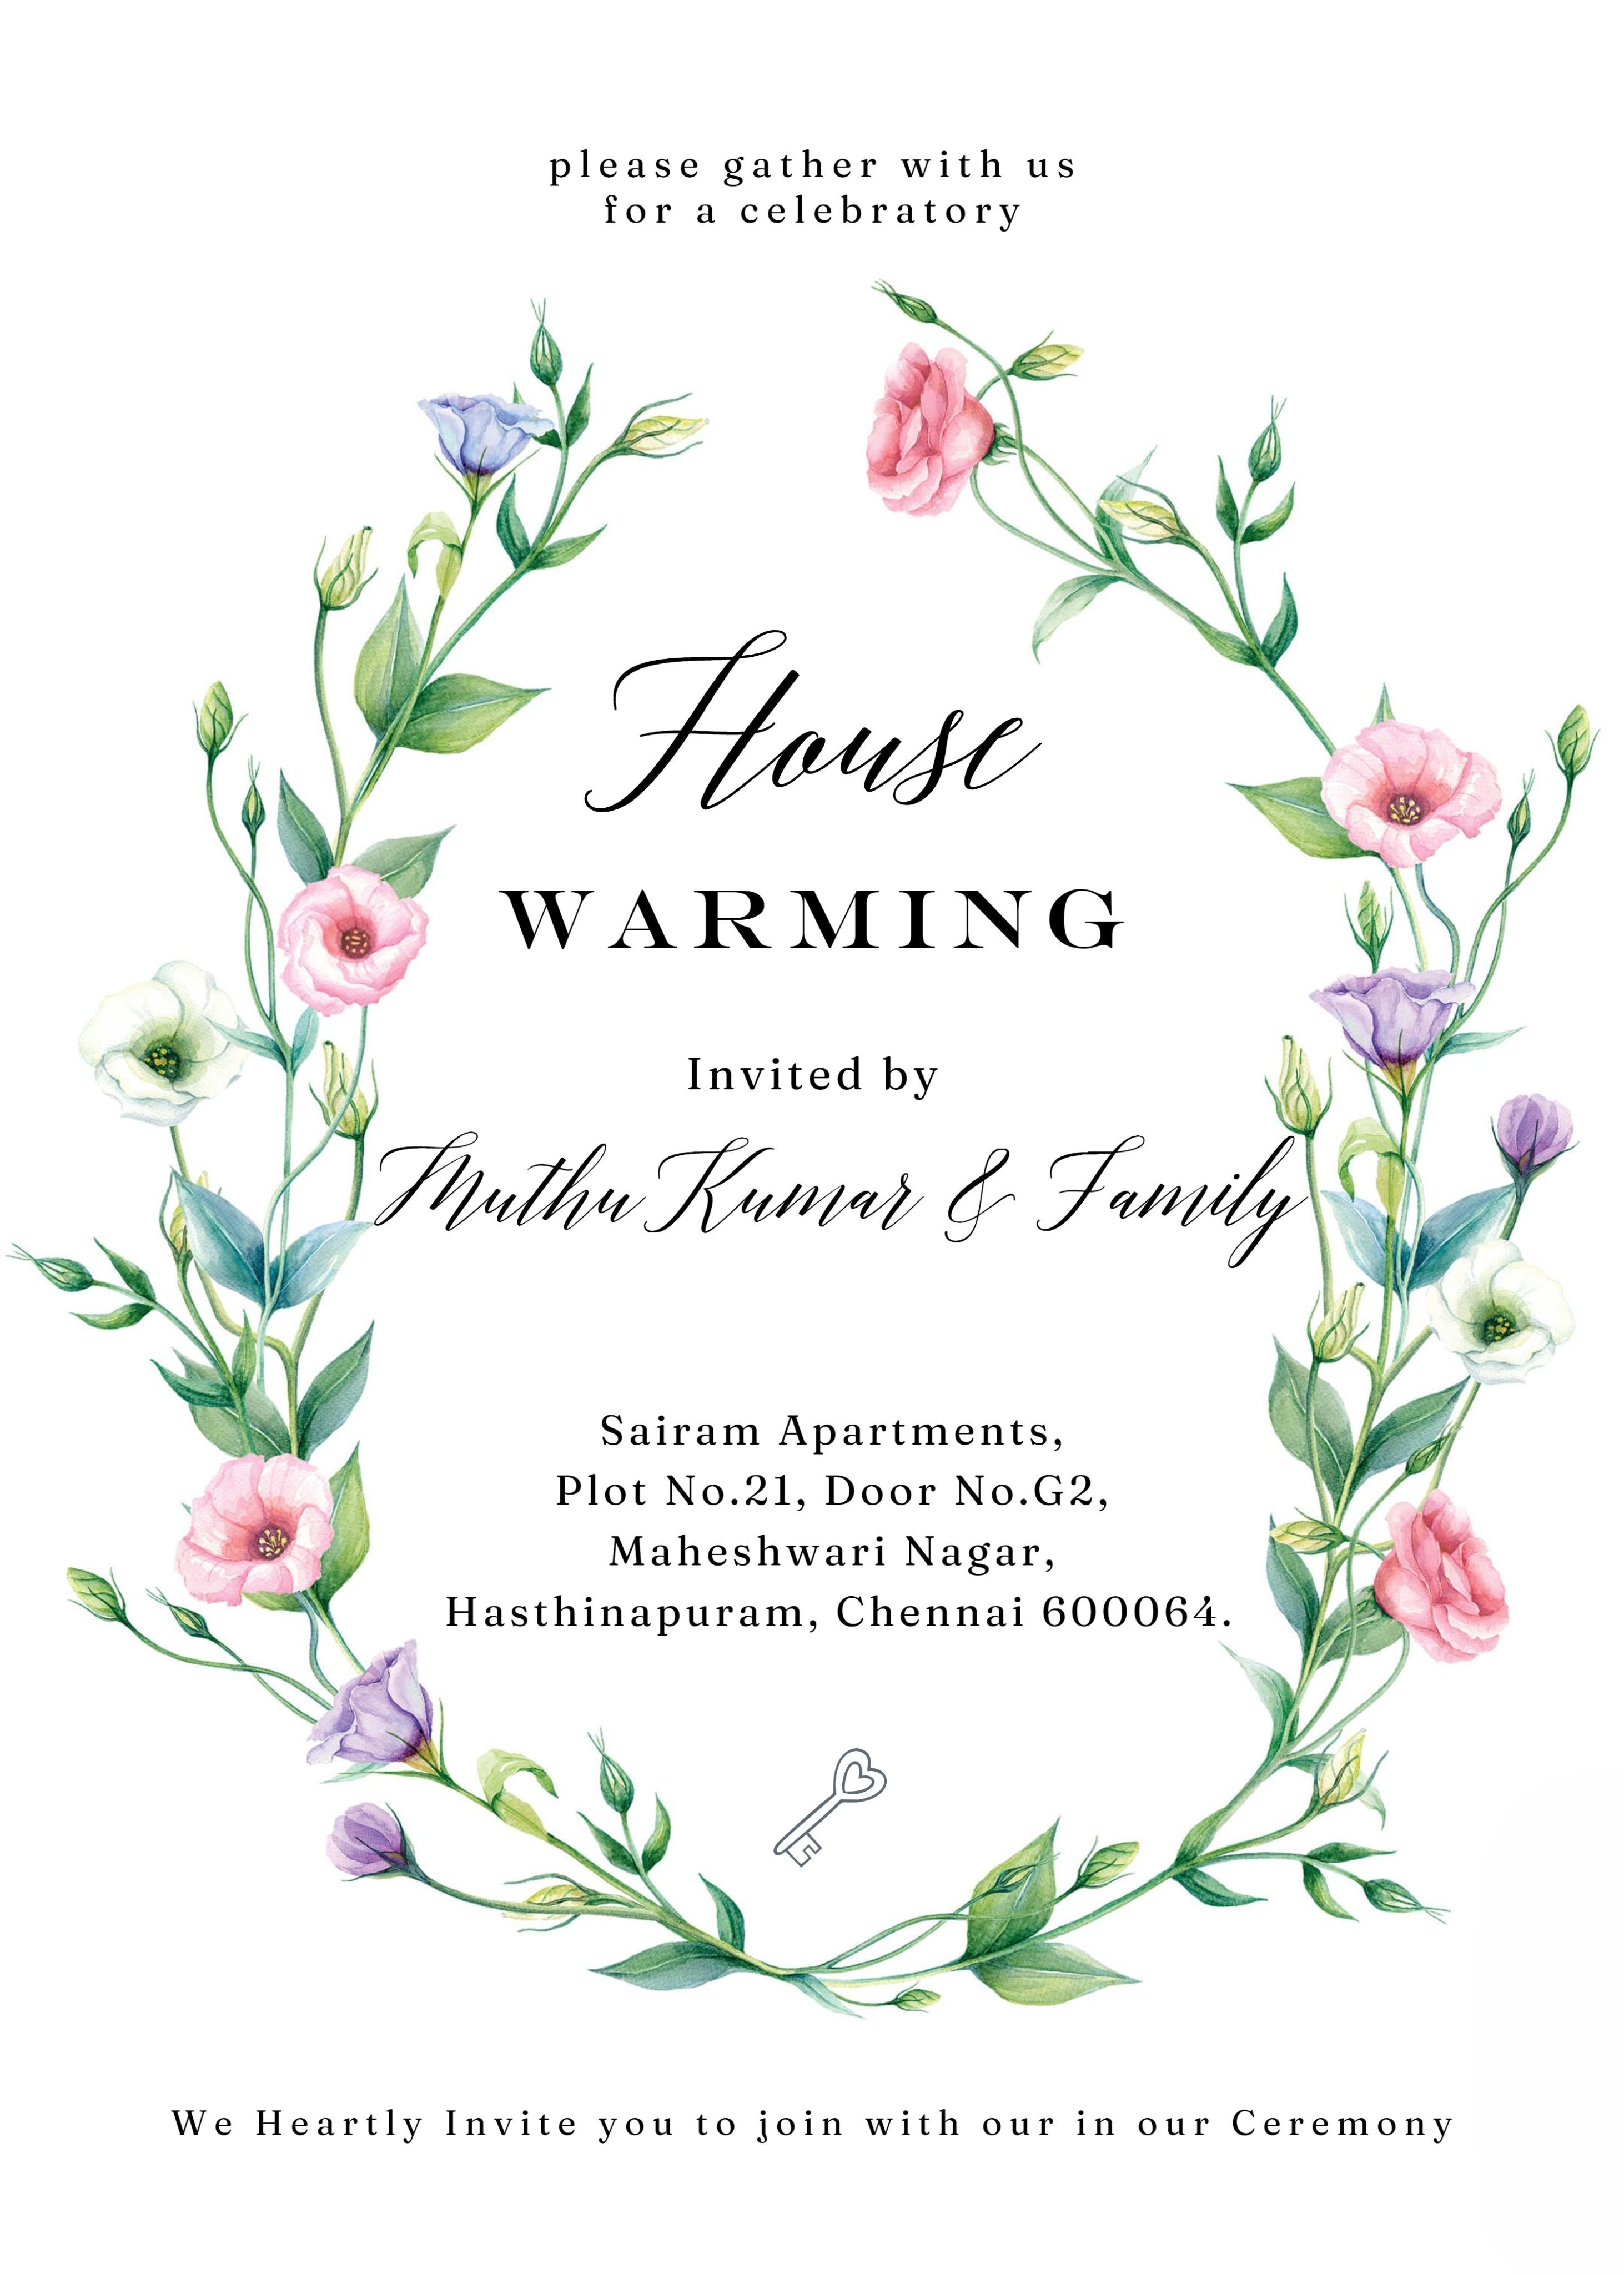 please gather with us
for a celebratory
House
WARMING
Invited by
Muthu Kumar & Family
Sairam Apartments,
Plot No.21, Door No.G2,
Maheshwari Nagar,
Hasthinapuram, Chennai 600064.
We Heartly Invite you to join with our in our Ceremony